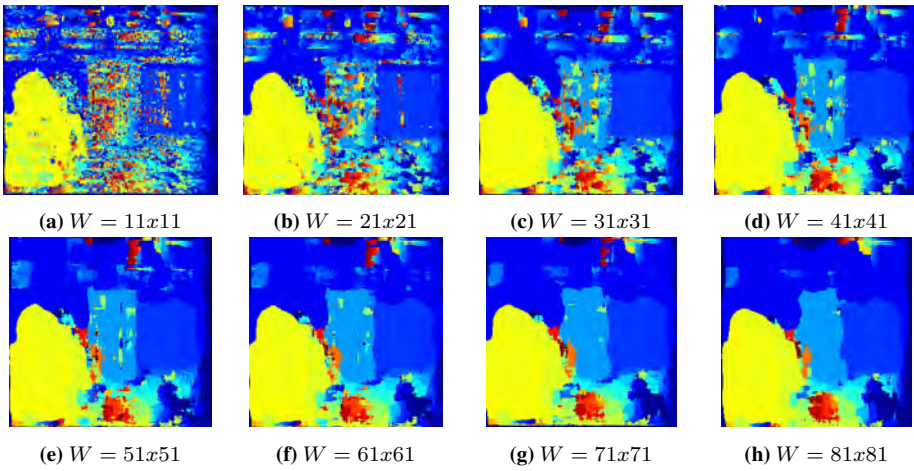 (a) W = 11x11
(b) W = 21x21
(c) W = 31x31
(d) W = 41x41
(e) W = 51x51
(f) W = 61x61
(g) W = 71x71
(h) W = 81x81